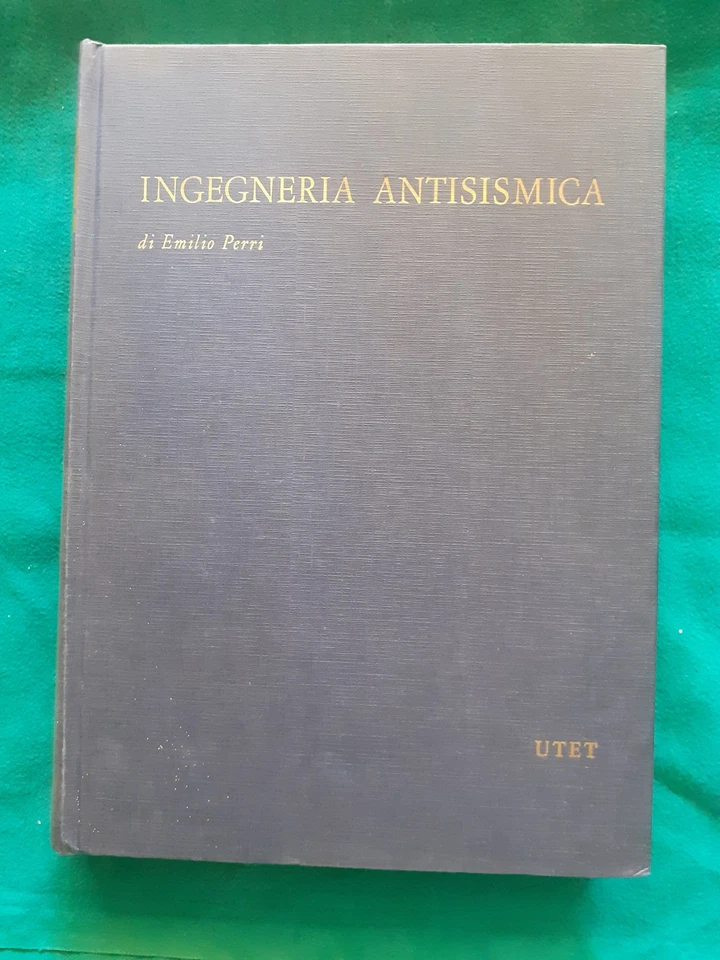 INGEGNERIA ANTISISMICA
di Emilio Perri
UTET